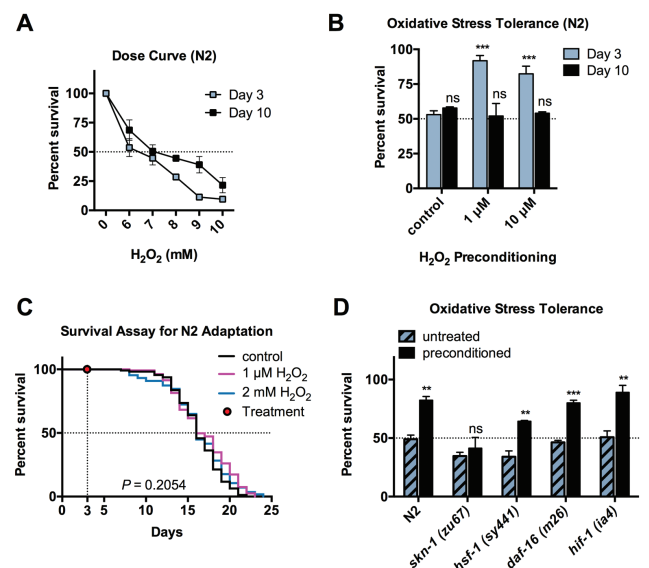 A
Dose Curve (N2)
Percent survival
100
75
50
25
0
Day 3
Day 10
0 6 7 8 9 10
H₂O₂ (mM)
B
Oxidative Stress Tolerance (N2)
Percent survival
100
75
50
25
0
Day 3
Day 10
ns *** ns *** ns
control 1 µM 10 µM
H₂O₂ Preconditioning
C
Survival Assay for N2 Adaptation
Percent survival
100
50
0
control
1 µM H₂O₂
2 mM H₂O₂
Treatment
P = 0.2054
0 3 5 10 15 20 25
Days
D
Oxidative Stress Tolerance
untreated
preconditioned
Percent survival
100
50
0
** ns ** *** **
N2 skn-1 (zu67) hsf-1 (sy441) daf-16 (m26) hif-1 (ia4)